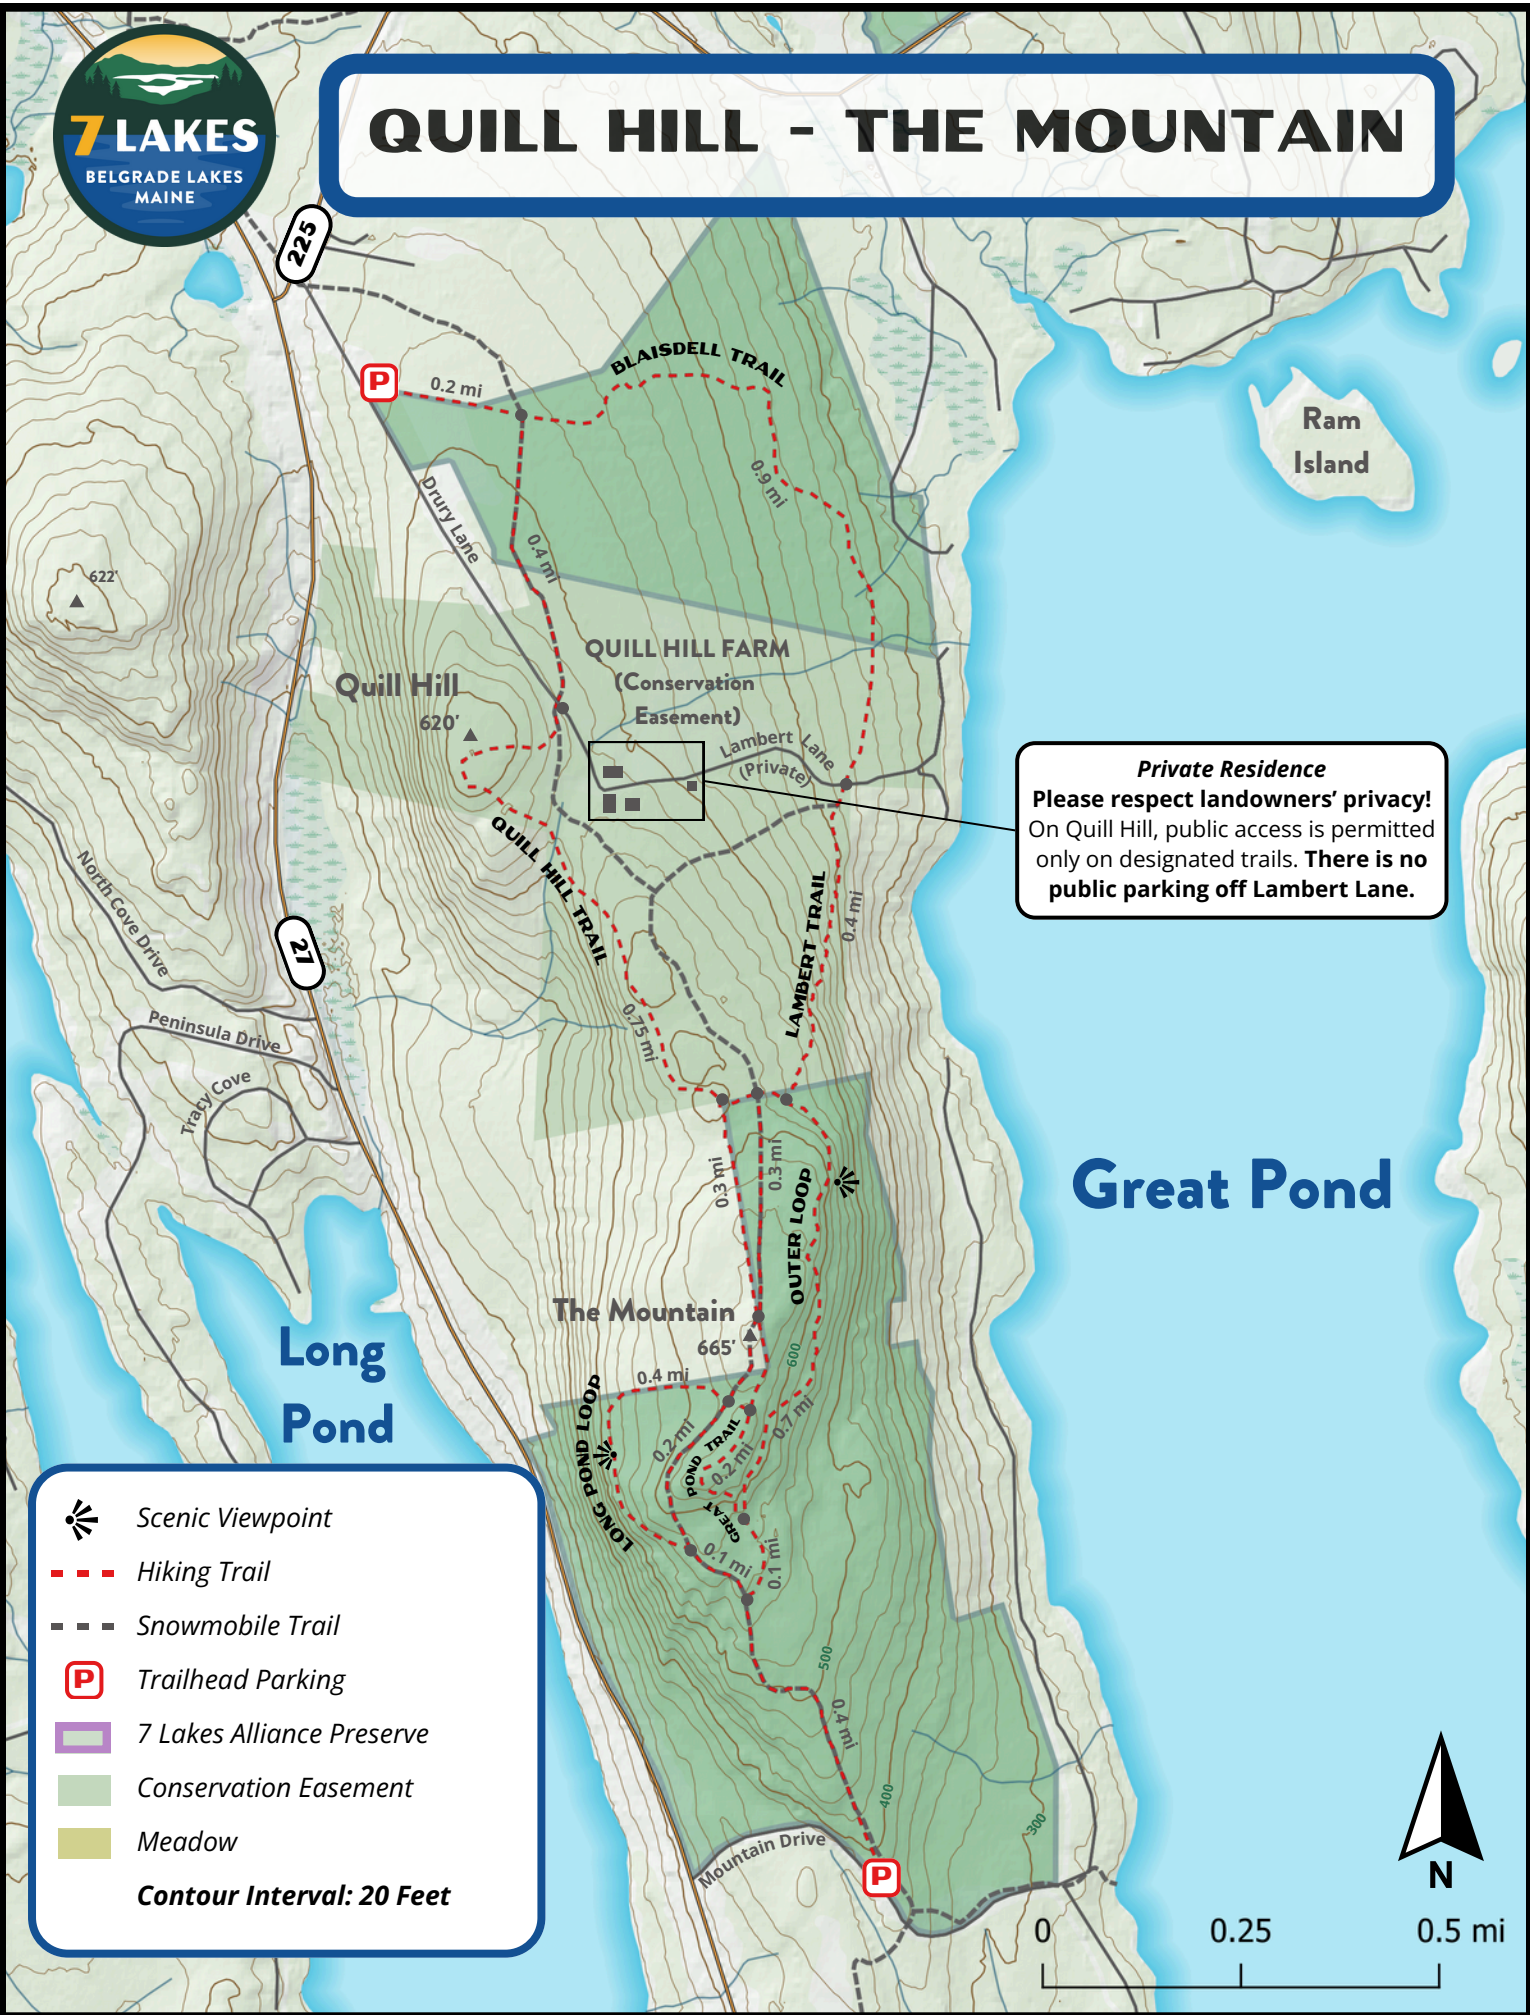 7 LAKES
BELGRADE LAKES
MAINE
QUILL HILL - THE MOUNTAIN
225
P
0.2 mi
BLAISDELL TRAIL
0.9 mi
Ram
Island
Drury Lane
0.4 mi
622'
QUILL HILL FARM
(Conservation
Easement)
Quill Hill
620'
Lambert Lane
(Private)
Private Residence
Please respect landowners' privacy!
On Quill Hill, public access is permitted
only on designated trails. There is no
public parking off Lambert Lane.
QUILL HILL TRAIL
North Cove Drive
27
LAMBERT TRAIL
0.4 mi
0.75 mi
Peninsula Drive
Tracy Cove
0.3 mi
0.3 mi
OUTER LOOP
Great Pond
The Mountain
665'
600
Long
Pond
0.4 mi
LONG POND LOOP
0.2 mi
GREAT POND TRAIL
0.2 mi
0.7 mi
0.1 mi
0.1 mi
500
0.4 mi
400
300
Mountain Drive
P
Scenic Viewpoint
Hiking Trail
Snowmobile Trail
P
Trailhead Parking
7 Lakes Alliance Preserve
Conservation Easement
Meadow
Contour Interval: 20 Feet
N
0 0.25 0.5 mi